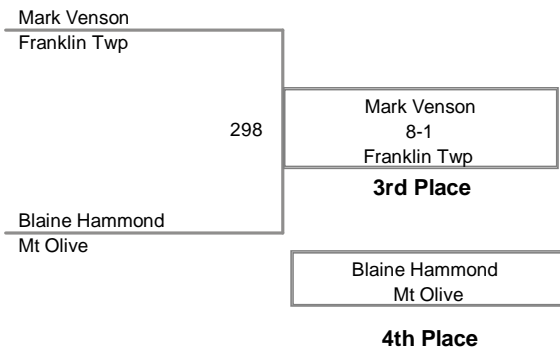 Mark Venson
Franklin Twp
298
Mark Venson
8-1
Franklin Twp
3rd Place
Blaine Hammond
Mt Olive
Blaine Hammond
Mt Olive
4th Place